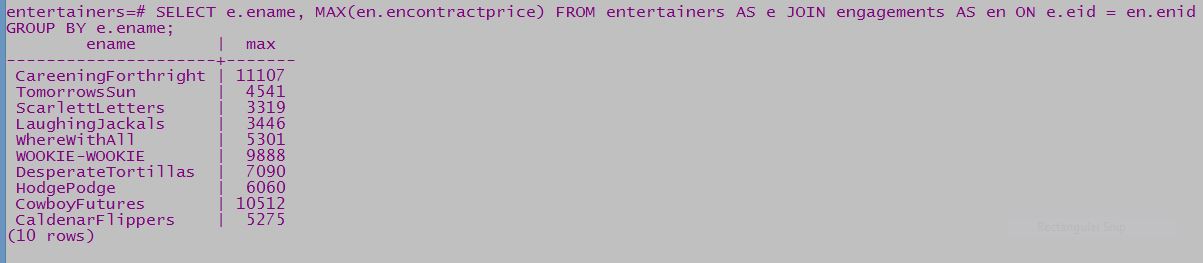 entertainers=# SELECT e.ename, MAX(en.encontractprice) FROM entertainers AS e JOIN engagements AS en ON e.eid = en.enid
GROUP BY e.ename;
ename | max
---------------------+-------
CareeningForthright | 11107
TomorrowsSun | 4541
ScarlettLetters | 3319
LaughingJackals | 3446
WhereWithAll | 5301
WOOKIE-WOOKIE | 9888
DesperateTortillas | 7090
HodgePodge | 6060
CowboyFutures | 10512
CaldenarFlippers | 5275
(10 rows)
Rectangular Snip